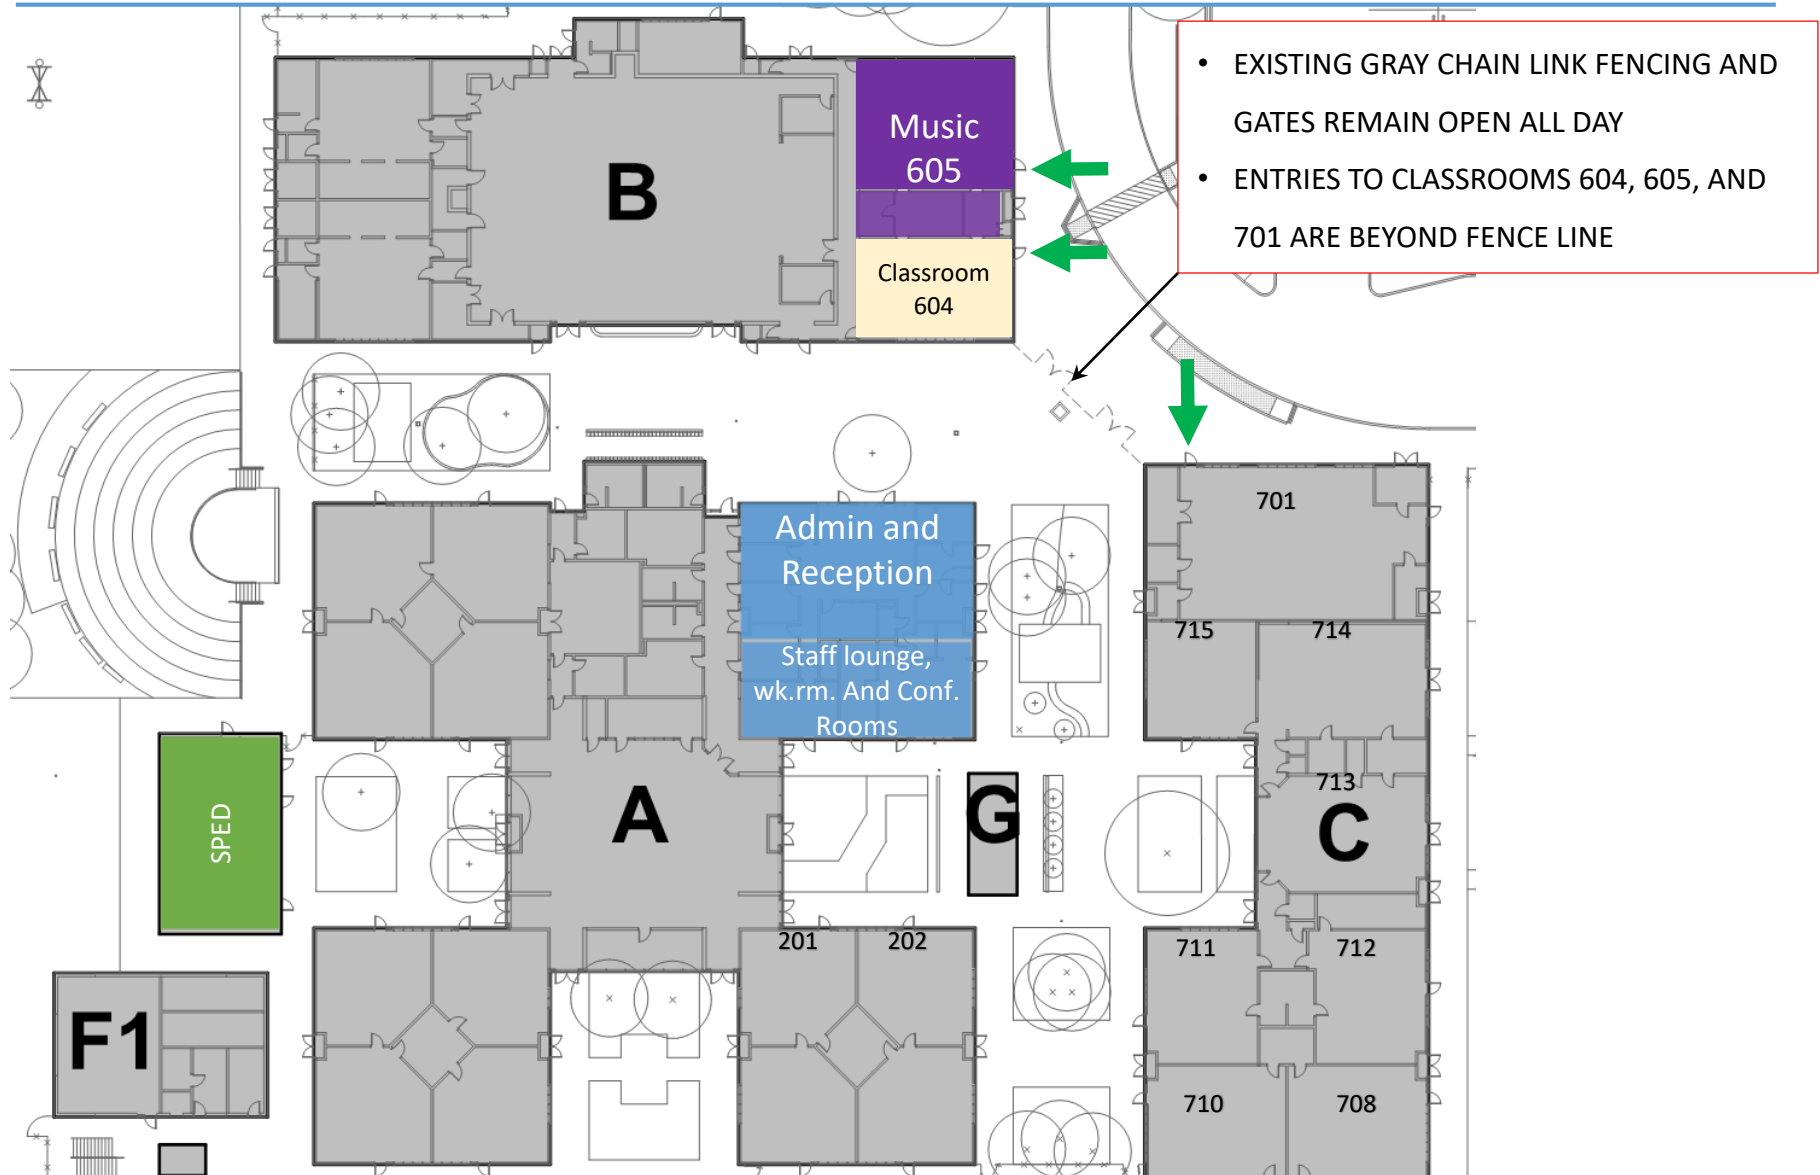 • EXISTING GRAY CHAIN LINK FENCING AND
GATES REMAIN OPEN ALL DAY
• ENTRIES TO CLASSROOMS 604, 605, AND
701 ARE BEYOND FENCE LINE
Music
605
B
Classroom
604
701
Admin and
Reception
715
714
Staff lounge,
wk.rm. And Conf.
Rooms
713
SPED
A
G
C
201
202
711
712
F1
710
708